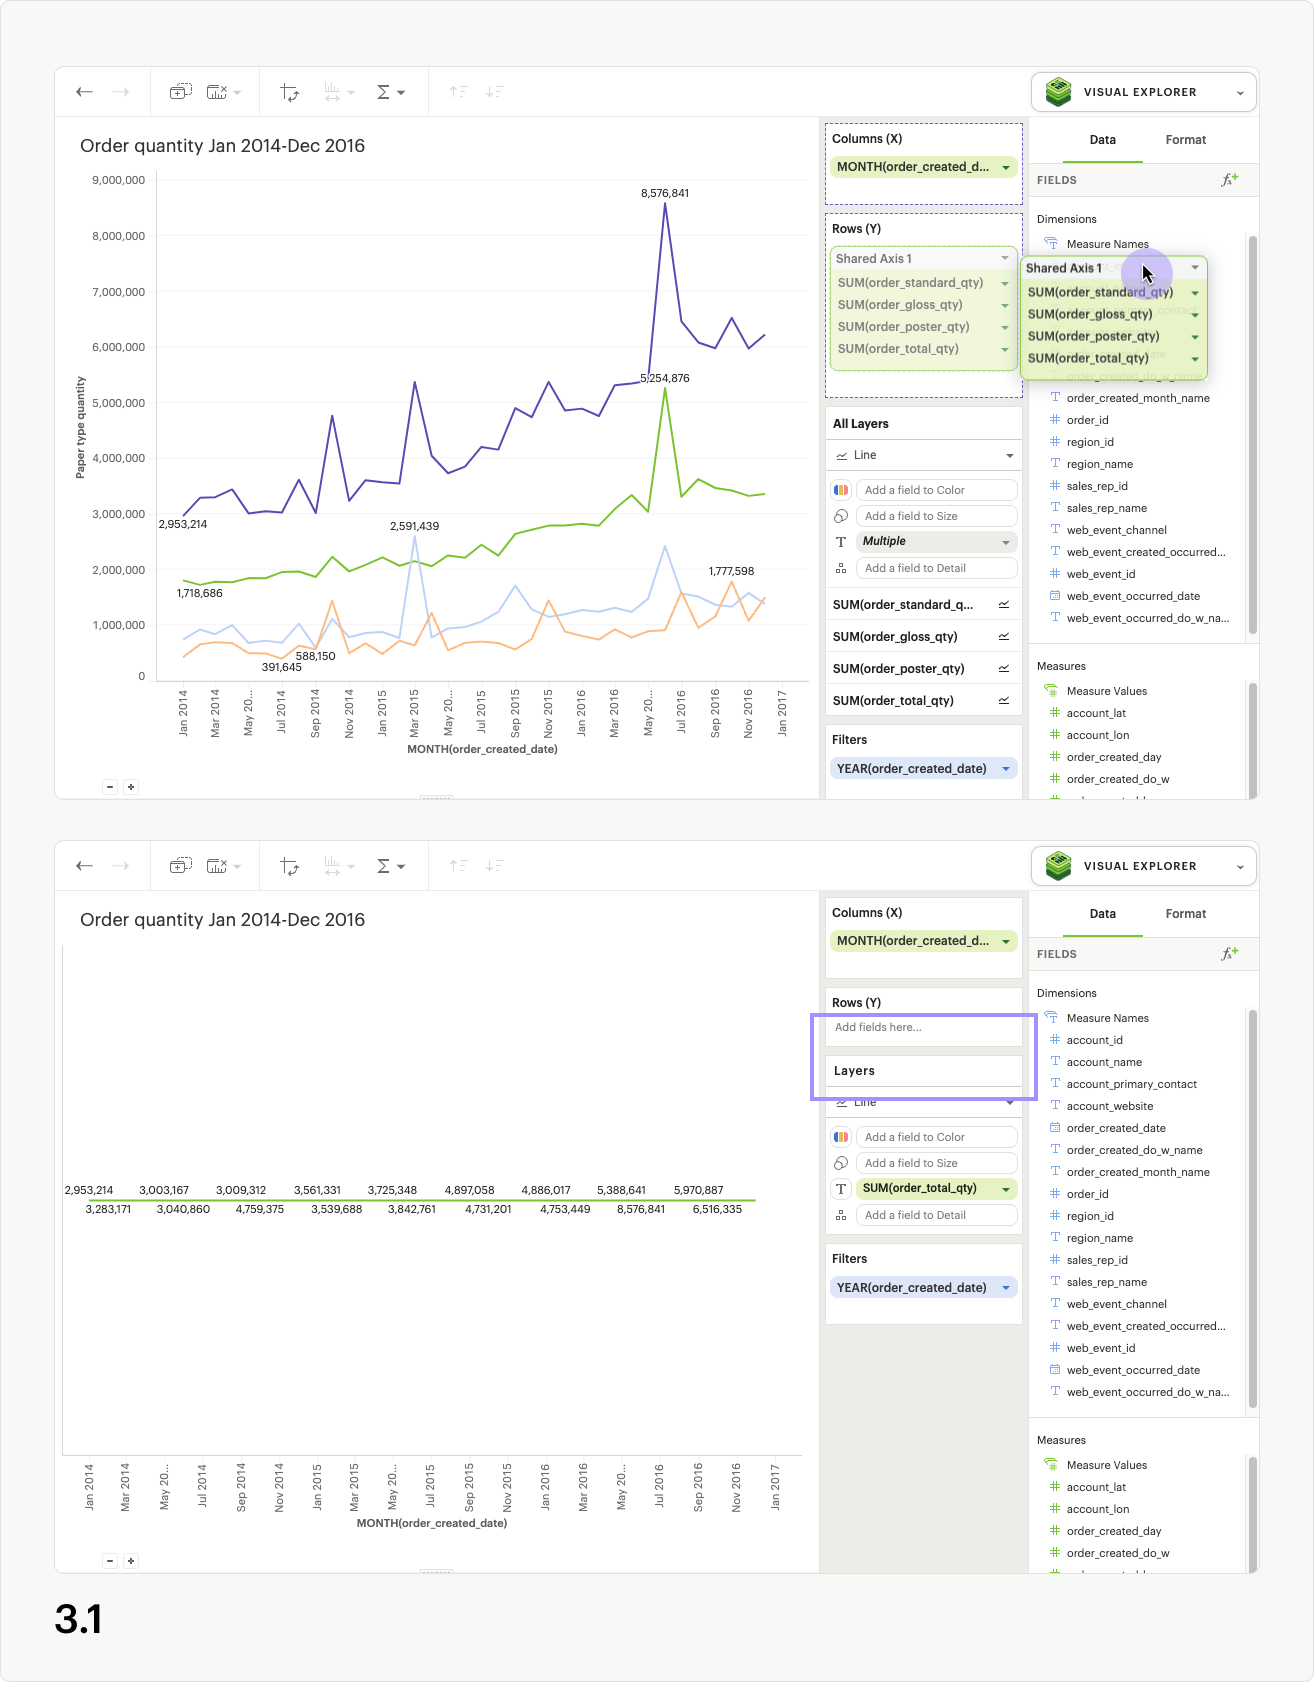 VISUAL EXPLORER
Order quantity Jan 2014-Dec 2016
9,000,000
8,000,000
7,000,000
6,000,000
5,000,000
4,000,000
3,000,000
2,000,000
1,000,000
0
Paper type quantity
8,576,841
5,254,876
2,953,214
2,591,439
1,777,598
1,718,686
588,150
391,645
Jan 2014
Mar 2014
May 20...
Jul 2014
Sep 2014
Nov 2014
Jan 2015
Mar 2015
May 20...
Jul 2015
Sep 2015
Nov 2015
Jan 2016
Mar 2016
May 20...
Jul 2016
Sep 2016
Nov 2016
Jan 2017
MONTH(order_created_date)
Columns (X)
MONTH(order_created_d...
Rows (Y)
Shared Axis 1
SUM(order_standard_qty)
SUM(order_gloss_qty)
SUM(order_poster_qty)
SUM(order_total_qty)
All Layers
Line
Add a field to Color
Add a field to Size
T
Multiple
Add a field to Detail
SUM(order_standard_q...
SUM(order_gloss_qty)
SUM(order_poster_qty)
SUM(order_total_qty)
Filters
YEAR(order_created_date)
Data
Format
FIELDS
Dimensions
Measure Names
Shared Axis 1
SUM(order_standard_qty)
SUM(order_gloss_qty)
SUM(order_poster_qty)
SUM(order_total_qty)
order_created_do_w_name
order_created_month_name
order_id
region_id
region_name
sales_rep_id
sales_rep_name
web_event_channel
web_event_created_occurred...
web_event_id
web_event_occurred_date
web_event_occurred_do_w_na...
Measures
Measure Values
account_lat
account_lon
order_created_day
order_created_do_w
VISUAL EXPLORER
Order quantity Jan 2014-Dec 2016
2,953,214
3,003,167
3,009,312
3,561,331
3,725,348
4,897,058
4,886,017
5,388,641
5,970,887
3,283,171
3,040,860
4,759,375
3,539,688
3,842,761
4,731,201
4,753,449
8,576,841
6,516,335
Jan 2014
Mar 2014
May 20...
Jul 2014
Sep 2014
Nov 2014
Jan 2015
Mar 2015
May 20...
Jul 2015
Sep 2015
Nov 2015
Jan 2016
Mar 2016
May 20...
Jul 2016
Sep 2016
Nov 2016
Jan 2017
MONTH(order_created_date)
Columns (X)
MONTH(order_created_d...
Rows (Y)
Add fields here...
Layers
Line
Add a field to Color
Add a field to Size
T
SUM(order_total_qty)
Add a field to Detail
Filters
YEAR(order_created_date)
Data
Format
FIELDS
Dimensions
Measure Names
account_id
account_name
account_primary_contact
account_website
order_created_date
order_created_do_w_name
order_created_month_name
order_id
region_id
region_name
sales_rep_id
sales_rep_name
web_event_channel
web_event_created_occurred...
web_event_id
web_event_occurred_date
web_event_occurred_do_w_na...
Measures
Measure Values
account_lat
account_lon
order_created_day
order_created_do_w
3.1